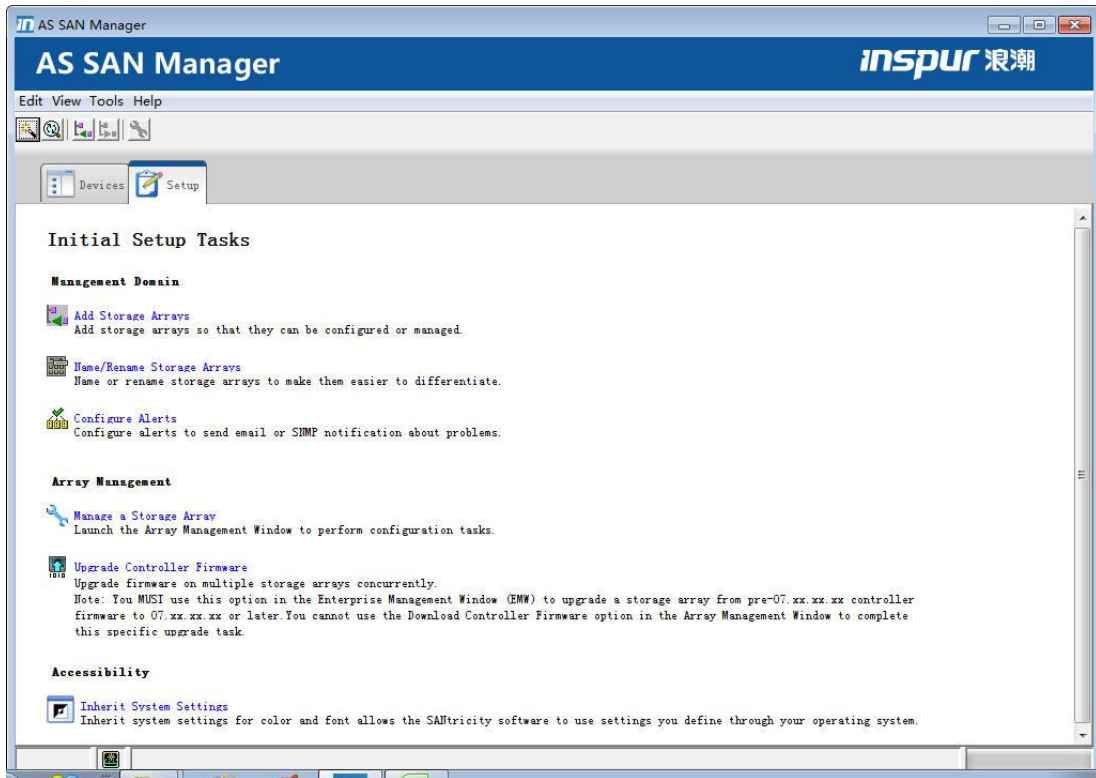 AS SAN Manager
AS SAN Manager
inspur 浪潮
Edit View Tools Help
Devices
Setup
Initial Setup Tasks
Management Domain
Add Storage Arrays
Add storage arrays so that they can be configured or managed.
Name/Rename Storage Arrays
Name or rename storage arrays to make them easier to differentiate.
Configure Alerts
Configure alerts to send email or SNMP notification about problems.
Array Management
Manage a Storage Array
Launch the Array Management Window to perform configuration tasks.
Upgrade Controller Firmware
Upgrade firmware on multiple storage arrays concurrently.
Note: You MUST use this option in the Enterprise Management Window (EMW) to upgrade a storage array from pre-07.xx.xx.xx controller
firmware to 07.xx.xx.xx or later.You cannot use the Download Controller Firmware option in the Array Management Window to complete
this specific upgrade task.
Accessibility
Inherit System Settings
Inherit system settings for color and font allows the SANtricity software to use settings you define through your operating system.